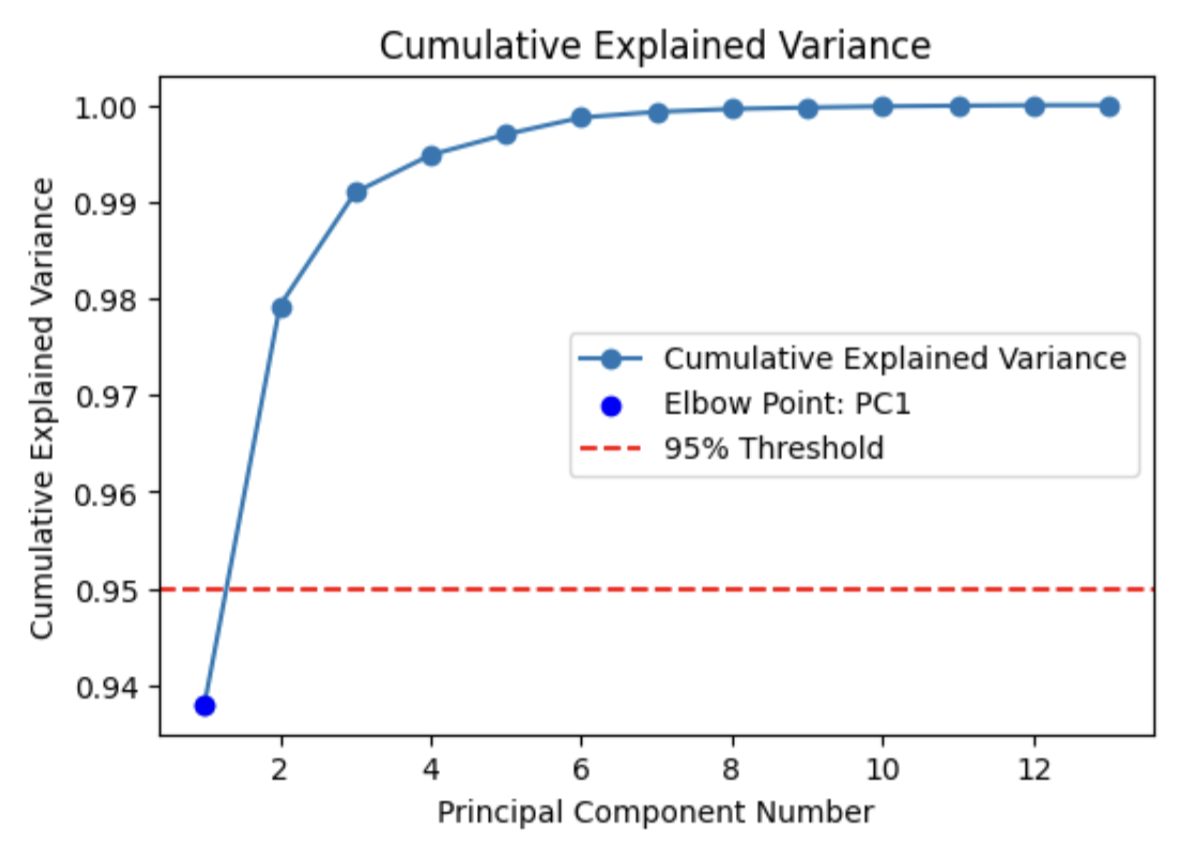 Cumulative Explained Variance
Cumulative Explained Variance
1.00
0.99
0.98
0.97
0.96
0.95
0.94
Cumulative Explained Variance
Elbow Point: PC1
95% Threshold
2 4 6 8 10 12
Principal Component Number